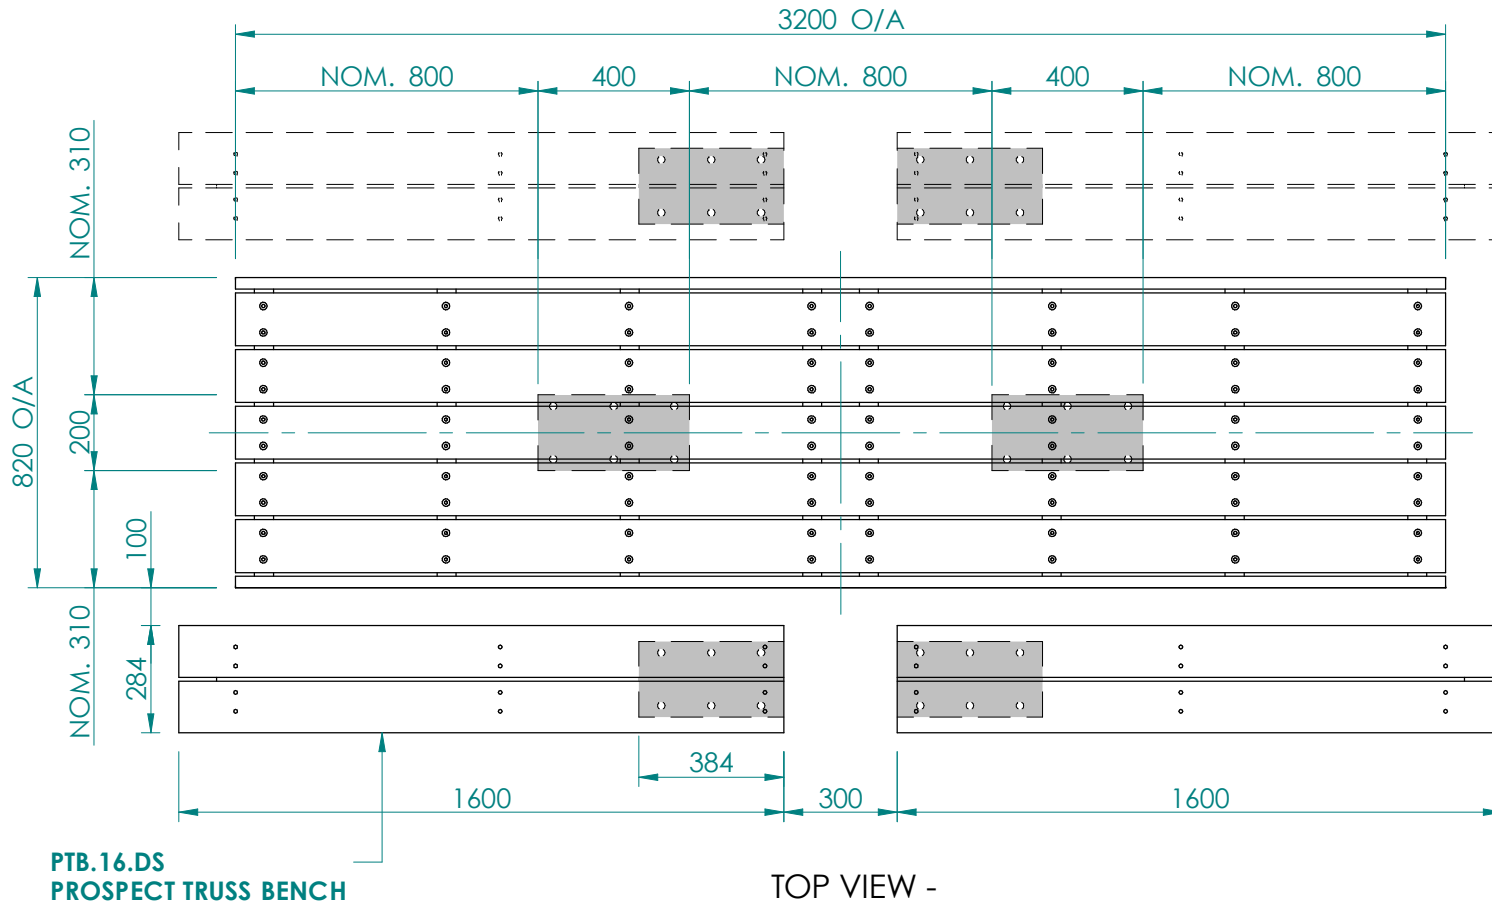 3200 O/A
NOM. 800
400
NOM. 800
400
NOM. 800
NOM. 310
820 O/A
200
100
NOM. 310
284
384
1600
300
1600
PTB.16.DS
PROSPECT TRUSS BENCH
TOP VIEW -